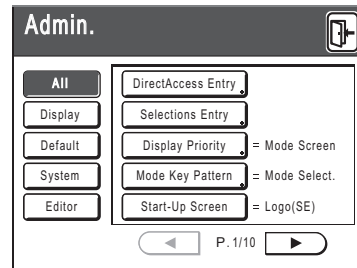 Admin.
All
Display
Default
System
Editor
DirectAccess Entry
Selections Entry
Display Priority = Mode Screen
Mode Key Pattern = Mode Select.
Start-Up Screen = Logo(SE)
P. 1/10